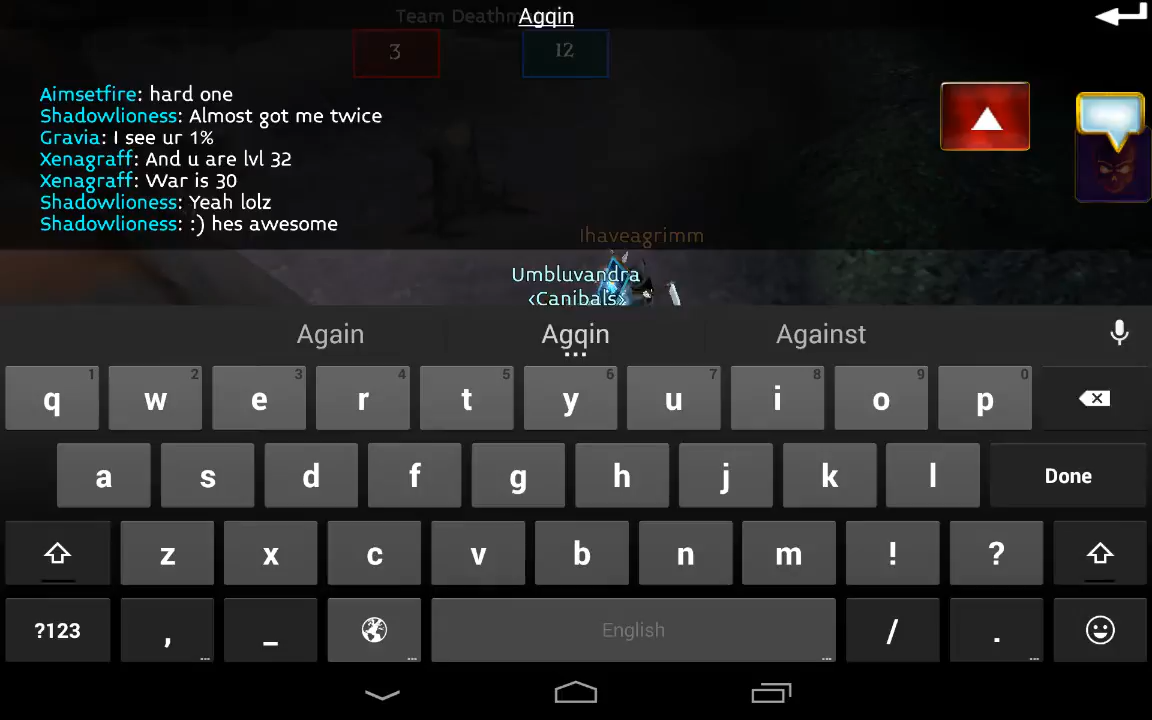 Team Deathm
Agqin
3
12
Aimsetfire: hard one
Shadowlioness: Almost got me twice
Gravia: I see ur 1%
Xenagraff: And u are lvl 32
Xenagraff: War is 30
Shadowlioness: Yeah lolz
Shadowlioness: :) hes awesome
Ihaveagrimm
Umbluvandra
<Canibals>
Again Agqin Against
q 1 w 2 e 3 r 4 t 5 y 6 u 7 i 8 o 9 p 0
a s d f g h j k l Done
z x c v b n m ! ?
?123 , _ English / .